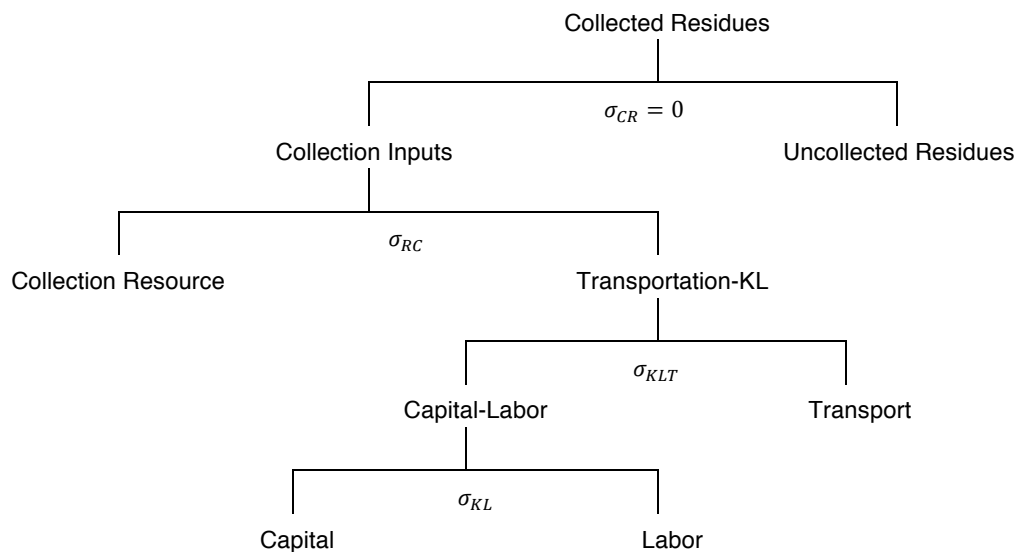 Collected Residues
σ_CR = 0
Collection Inputs
Uncollected Residues
σ_RC
Collection Resource
Transportation-KL
σ_KLT
Capital-Labor
Transport
σ_KL
Capital
Labor